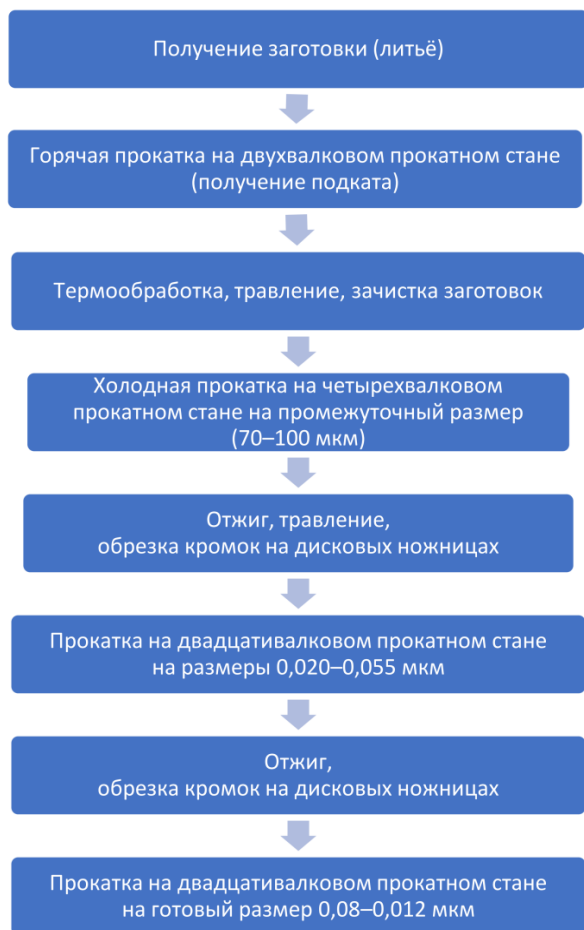 Получение заготовки (литьё)
Горячая прокатка на двухвалковом прокатном стане
(получение подката)
Термообработка, травление, зачистка заготовок
Холодная прокатка на четырехвалковом
прокатном стане на промежуточный размер
(70–100 мкм)
Отжиг, травление,
обрезка кромок на дисковых ножницах
Прокатка на двадцативалковом прокатном стане
на размеры 0,020–0,055 мкм
Отжиг,
обрезка кромок на дисковых ножницах
Прокатка на двадцативалковом прокатном стане
на готовый размер 0,08–0,012 мкм